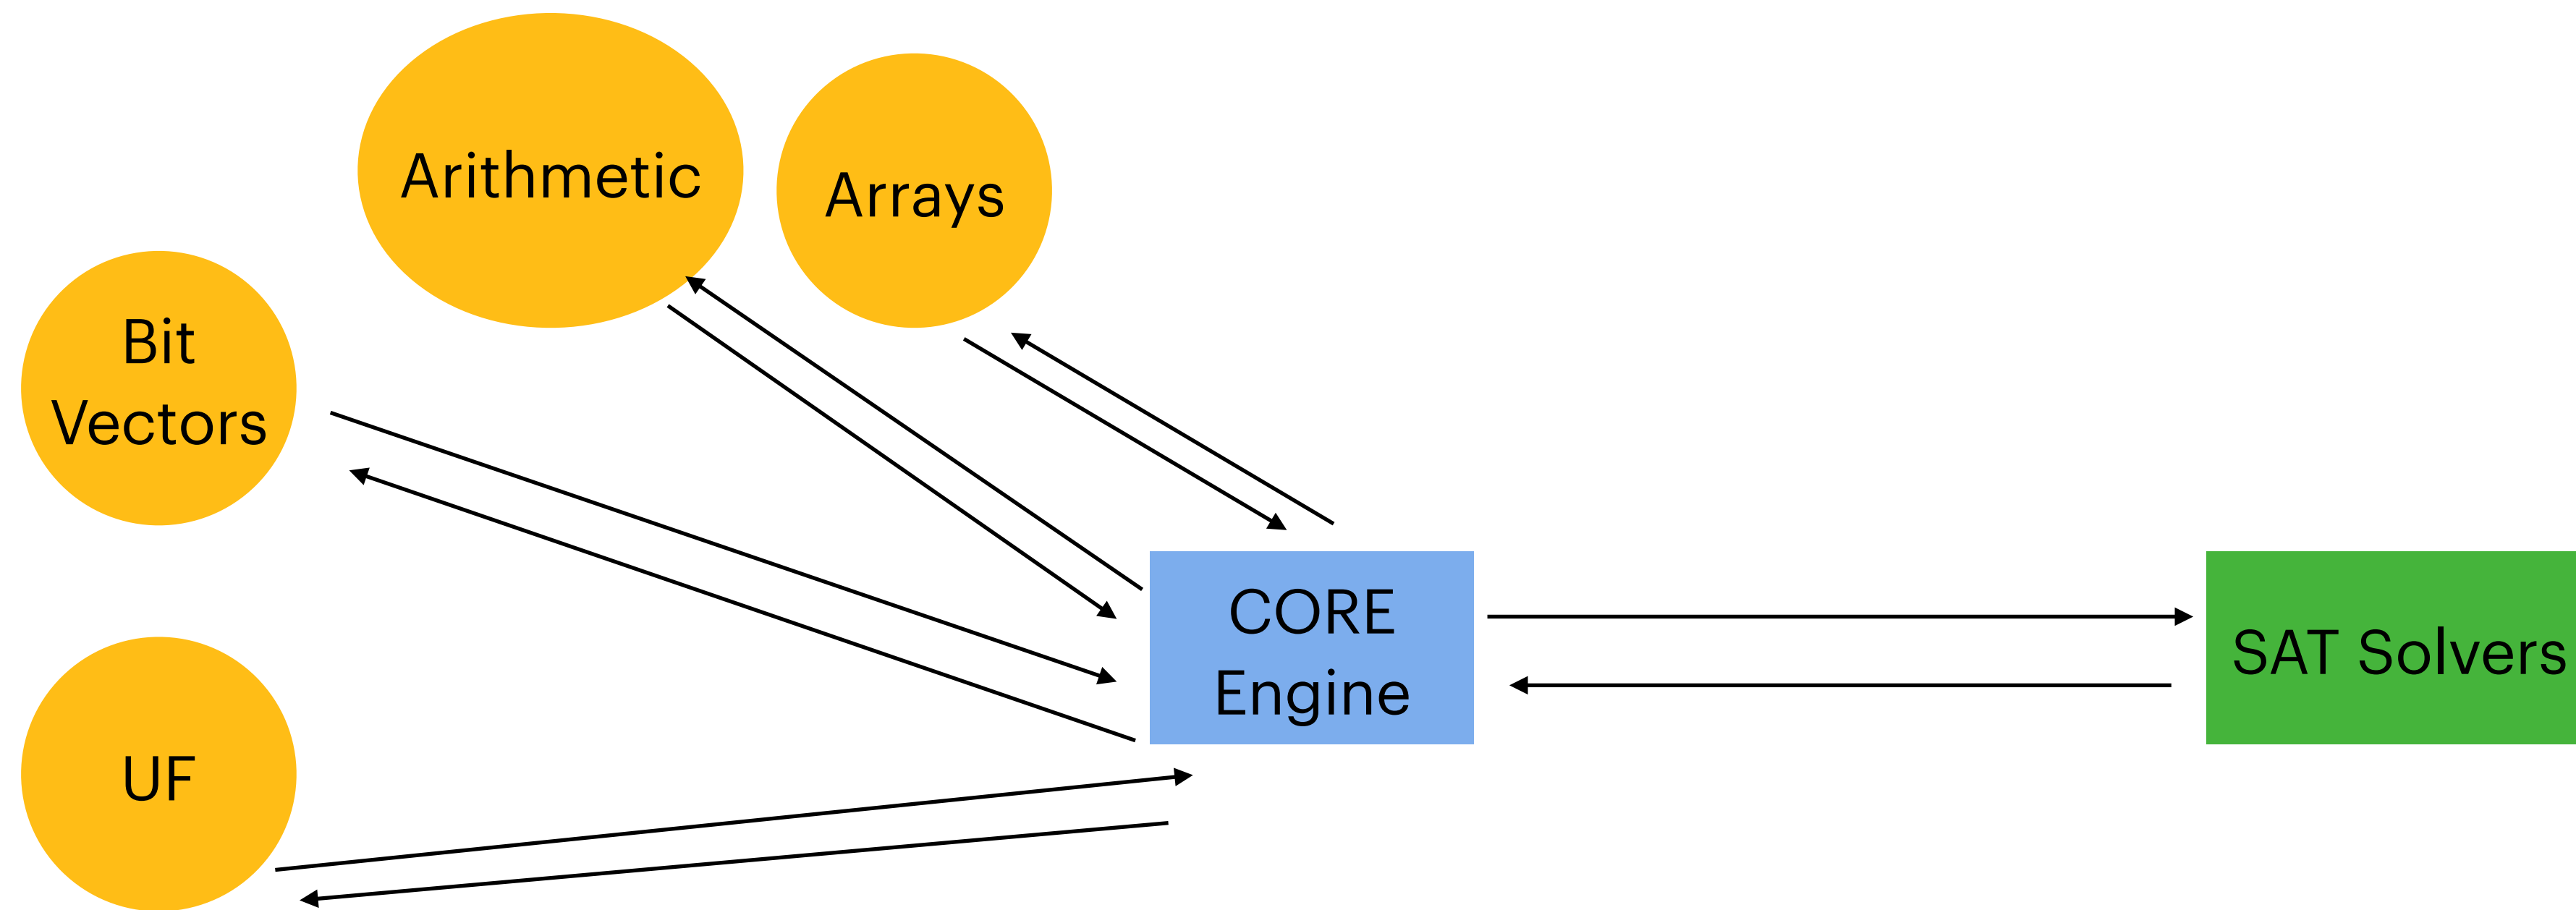 Arithmetic
Arrays
Bit
Vectors
CORE
Engine
SAT Solvers
UF